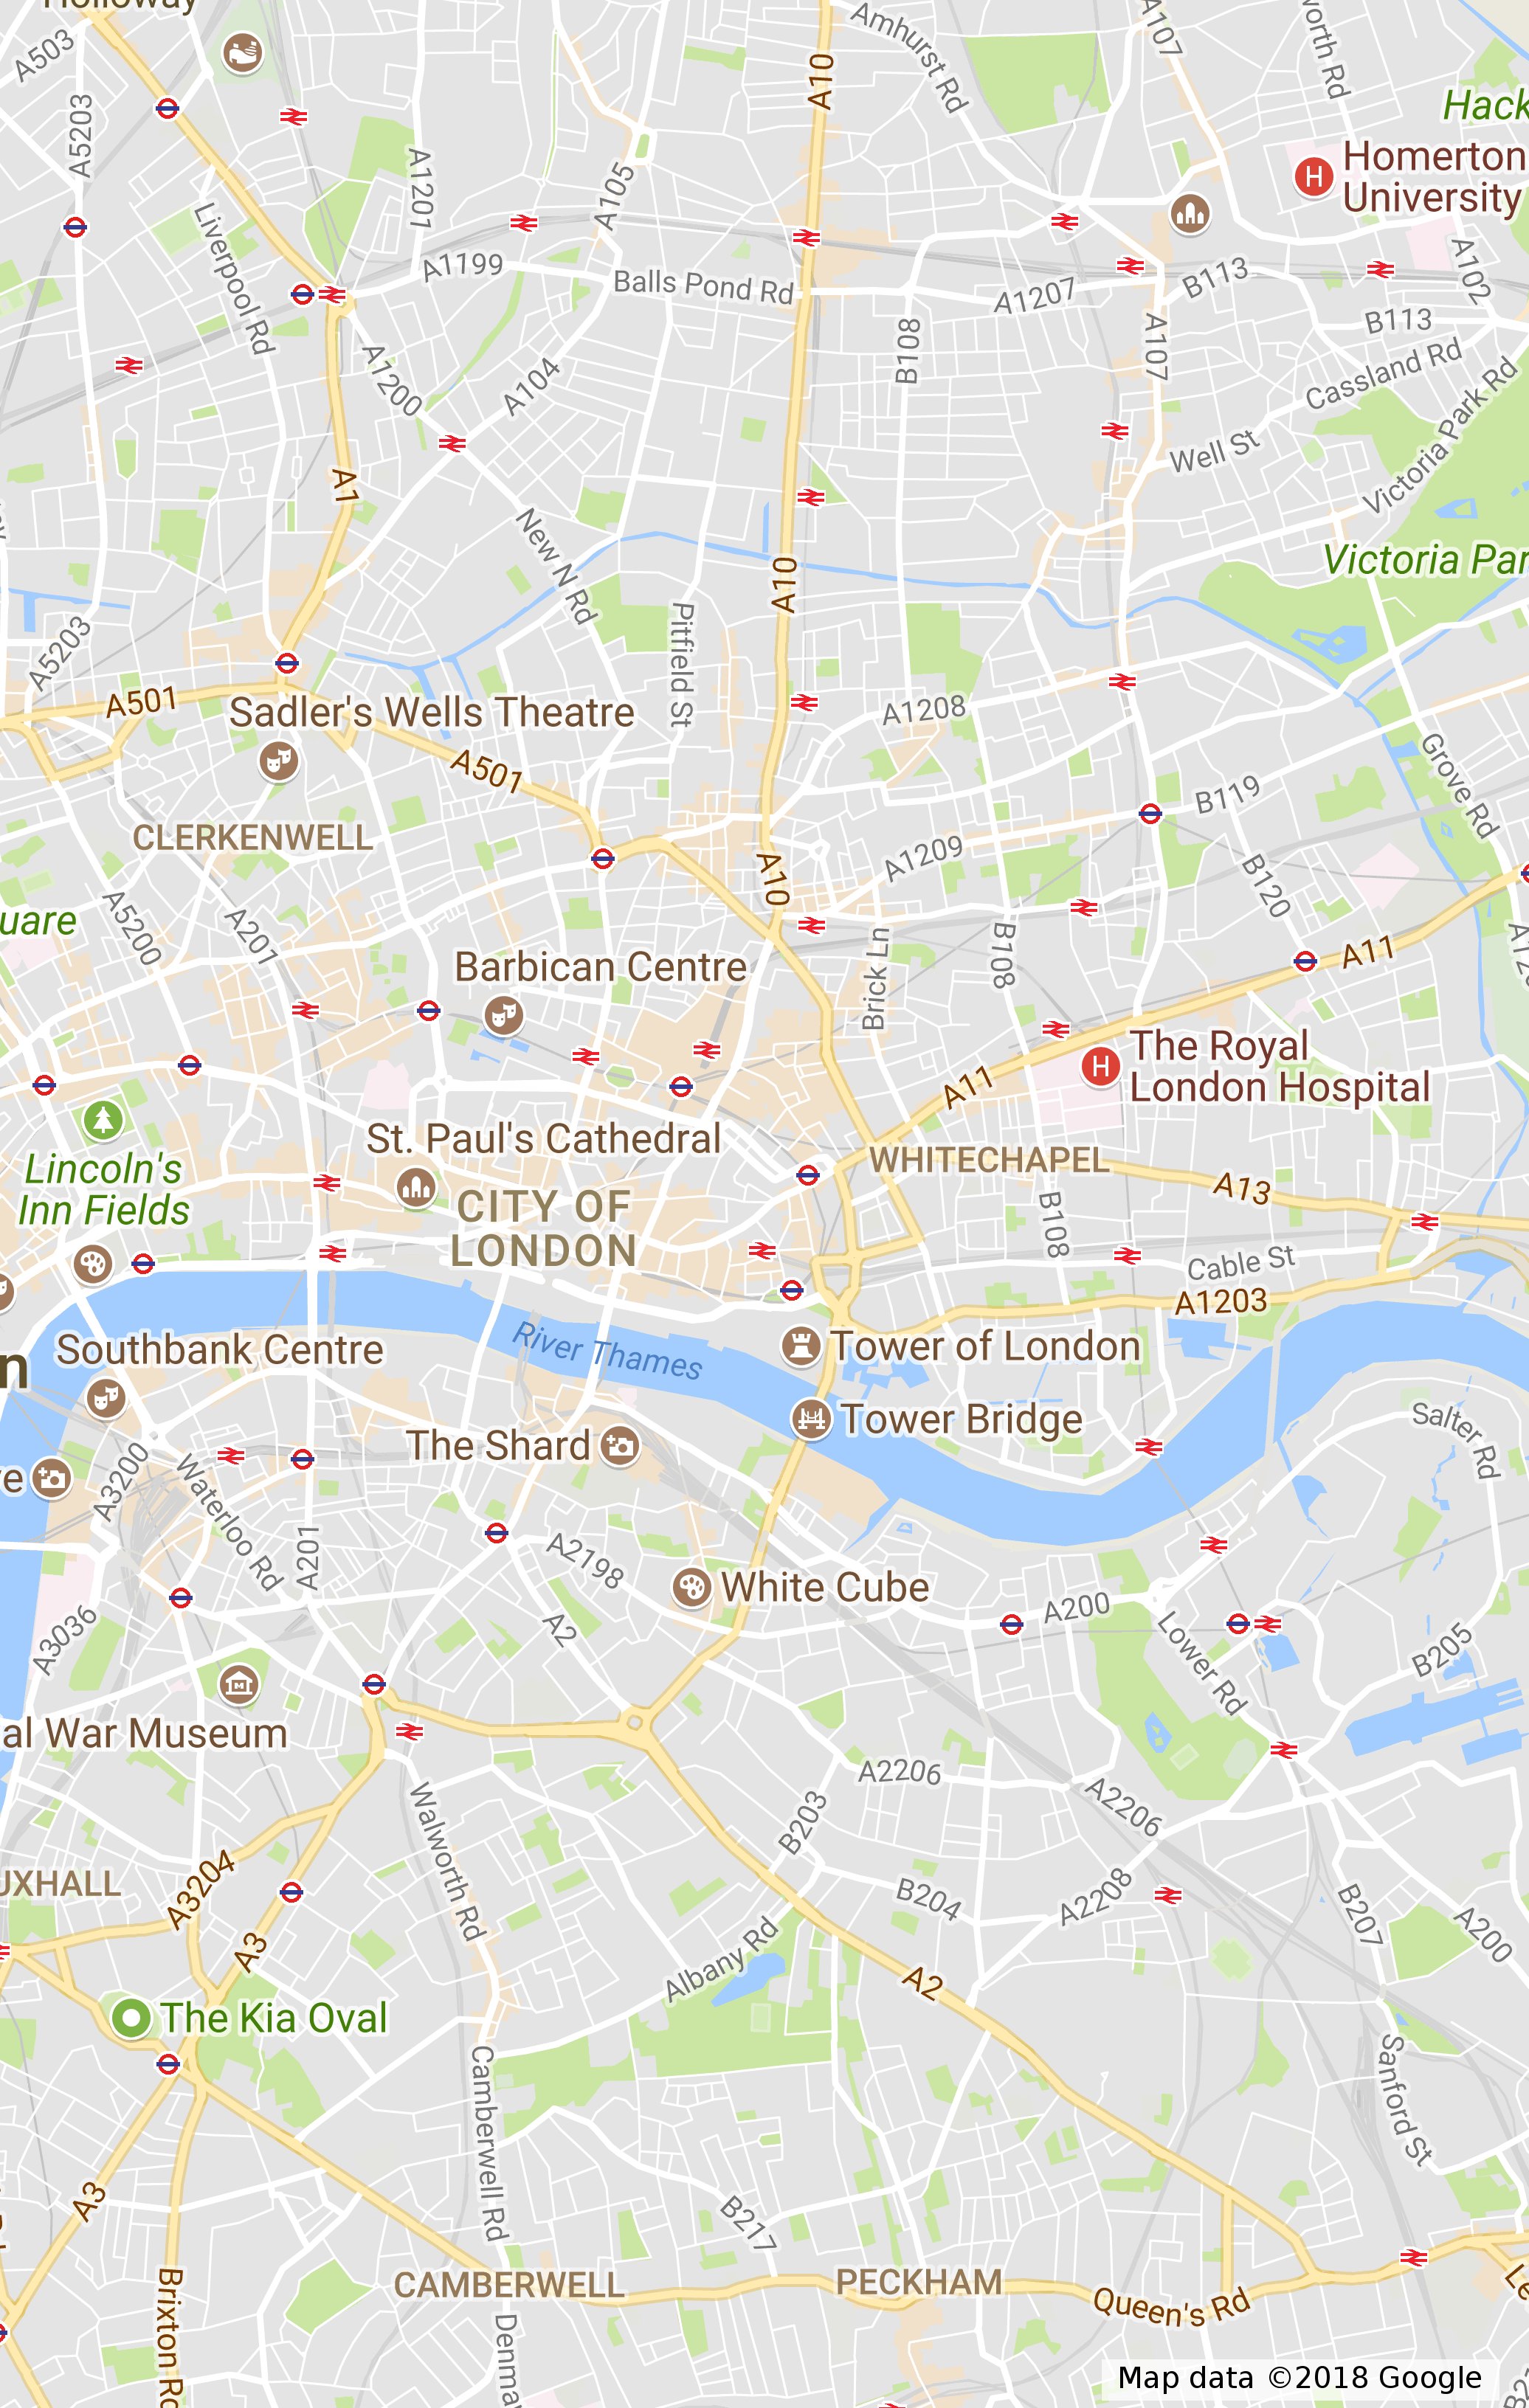 Holloway
A503
A5203
A1201
A105
A10
Amhurst Rd
A107
Hack
Homerton
University
Liverpool Rd
A1199
Balls Pond Rd
A1207
B113
A102
B113
B108
A107
Cassland Rd
Victoria Park Rd
A1200
A104
Well St
A1
New N Rd
A10
Victoria Par
A5203
Pitfield St
A501
Sadler's Wells Theatre
A1208
A501
Grove Rd
B119
CLERKENWELL
A10
A1209
B120
uare
A5200
A201
Barbican Centre
Brick Ln
B108
A11
The Royal
London Hospital
A11
St. Paul's Cathedral
WHITECHAPEL
Lincoln's
Inn Fields
CITY OF
LONDON
A13
B108
Cable St
A1203
River Thames
Southbank Centre
n
Tower of London
Tower Bridge
Salter Rd
The Shard
e
A3200
Waterloo Rd
A201
A2198
White Cube
A200
A2
A3036
Lower Rd
B205
al War Museum
A2206
A2206
B203
Walworth Rd
UXHALL
A3204
B204
A2208
B207
A200
A3
Albany Rd
A2
The Kia Oval
Camberwell Rd
Sanford St
A3
B217
Brixton Rd
CAMBERWELL
PECKHAM
Queen's Rd
Le
Denma
Map data ©2018 Google